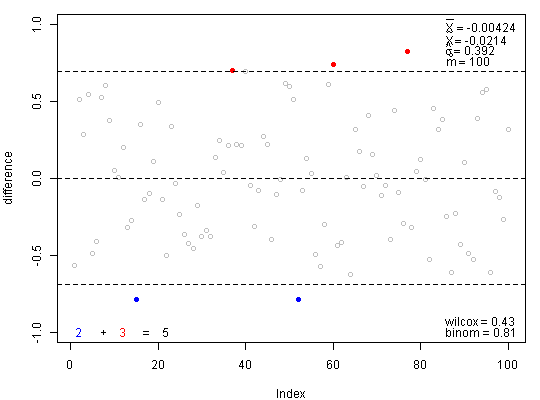 X = -0.00424
X = -0.0214
σ = 0.392
m = 100
1.0
0.5
0.0
-0.5
-1.0
difference
2 + 3 = 5
wilcox = 0.43
binom = 0.81
0 20 40 60 80 100
Index